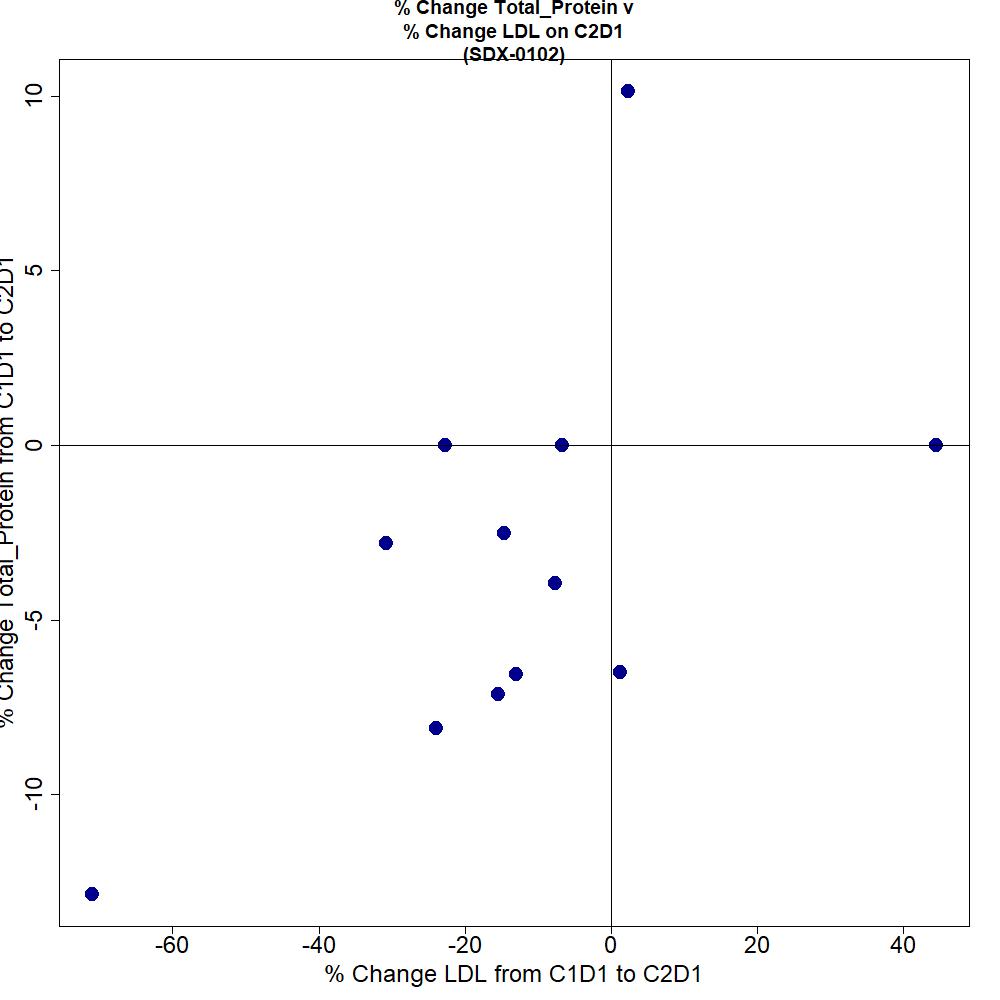 % Change Total_Protein v
% Change LDL on C2D1
(SDX-0102)
% Change Total_Protein from C1D1 to C2D1
10
5
0
-5
-10
-60
-40
-20
0
20
40
% Change LDL from C1D1 to C2D1